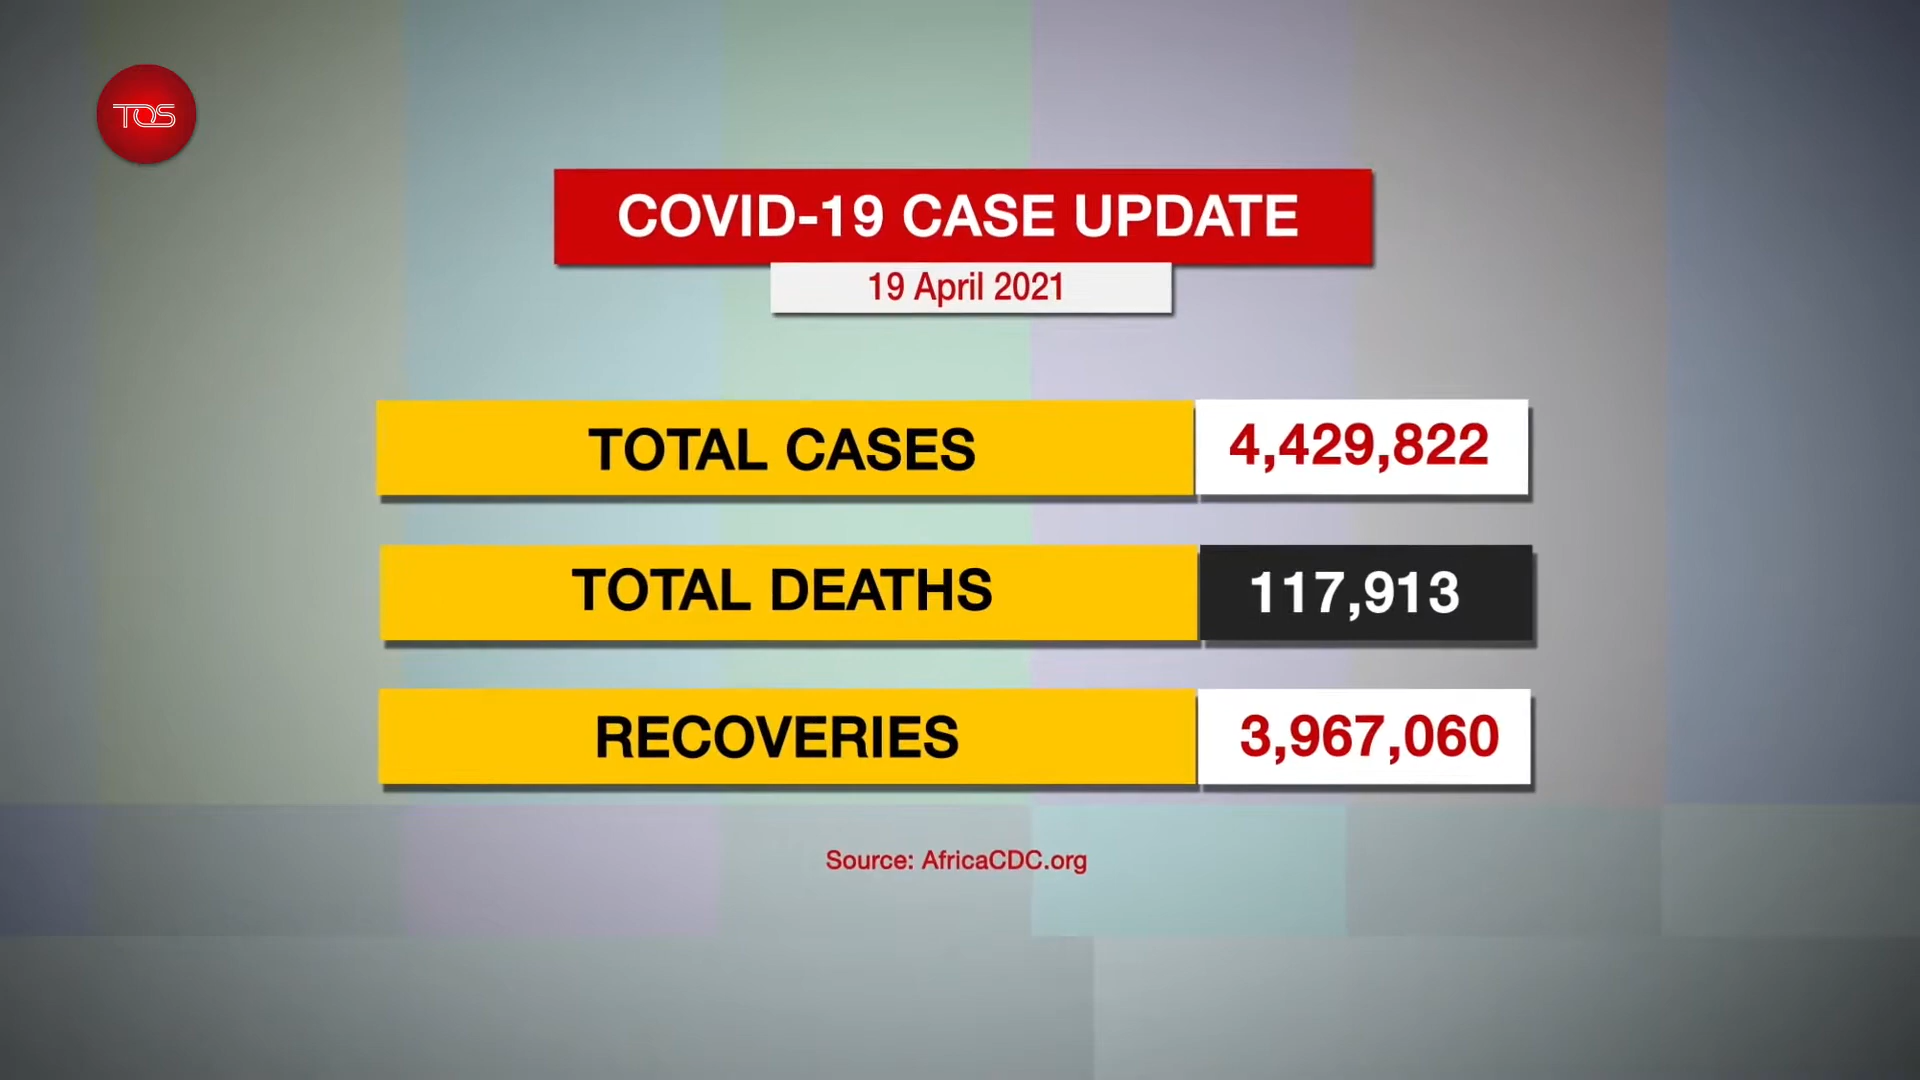 TOS
COVID-19 CASE UPDATE
19 April 2021
TOTAL CASES
4,429,822
TOTAL DEATHS
117,913
RECOVERIES
3,967,060
Source: AfricaCDC.org